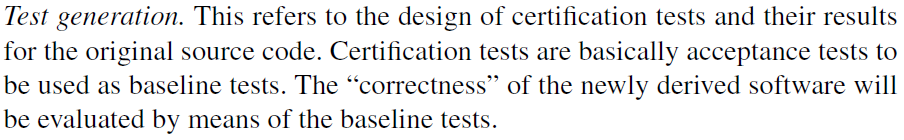 Test generation. This refers to the design of certification tests and their results
for the original source code. Certification tests are basically acceptance tests to
be used as baseline tests. The “correctness” of the newly derived software will
be evaluated by means of the baseline tests.